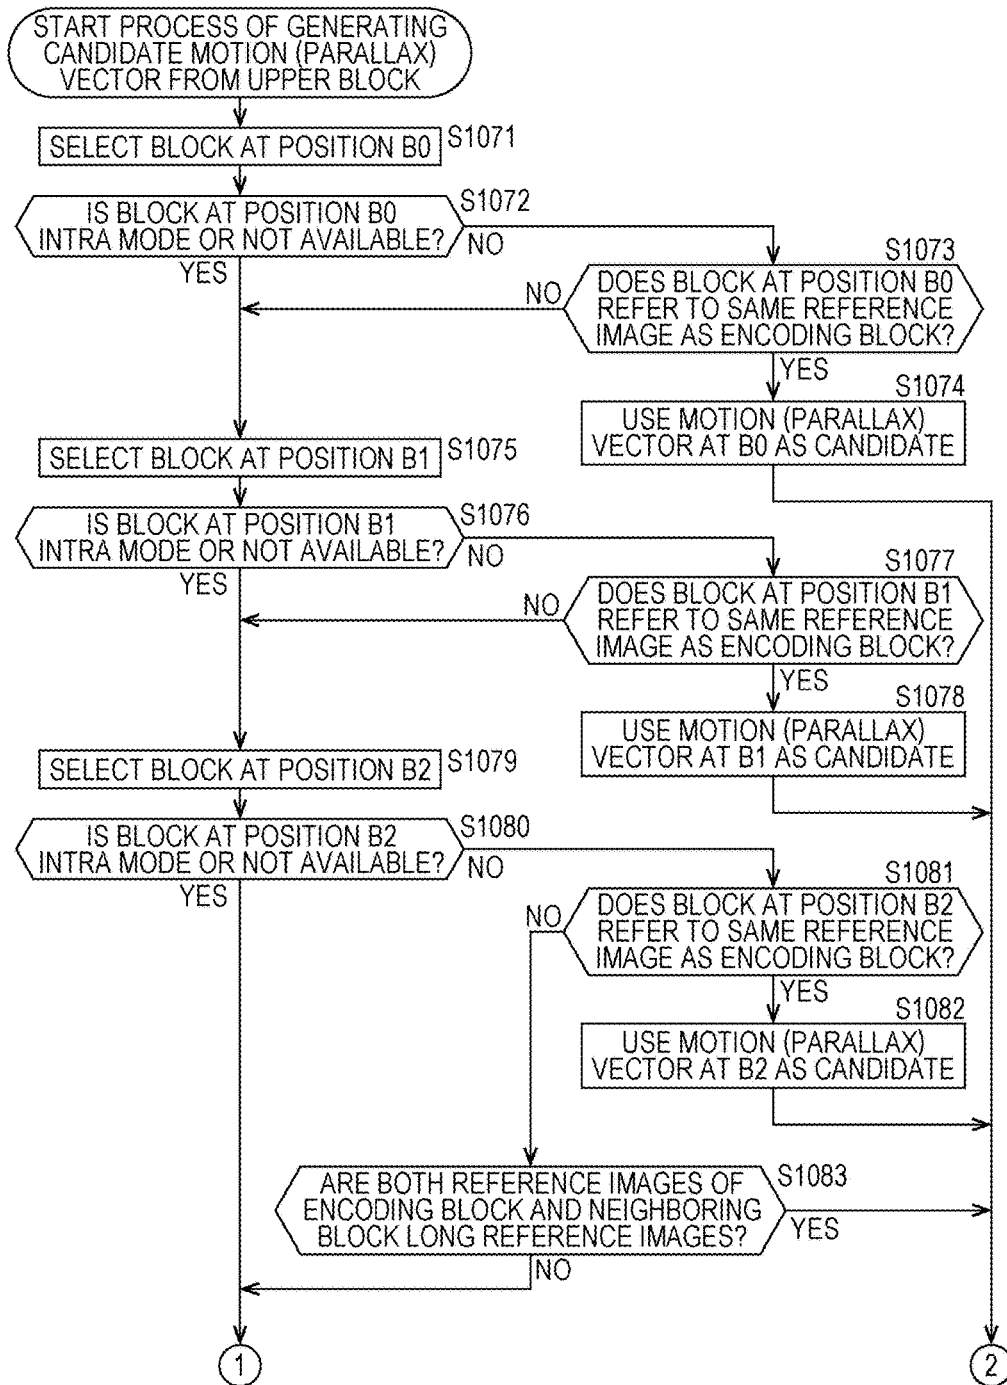 START PROCESS OF GENERATING
CANDIDATE MOTION (PARALLAX)
VECTOR FROM UPPER BLOCK
SELECT BLOCK AT POSITION B0
S1071
IS BLOCK AT POSITION B0
INTRA MODE OR NOT AVAILABLE?
S1072
NO
YES
S1073
DOES BLOCK AT POSITION B0
REFER TO SAME REFERENCE
IMAGE AS ENCODING BLOCK?
NO
YES
S1074
USE MOTION (PARALLAX)
VECTOR AT B0 AS CANDIDATE
SELECT BLOCK AT POSITION B1
S1075
IS BLOCK AT POSITION B1
INTRA MODE OR NOT AVAILABLE?
S1076
NO
YES
S1077
DOES BLOCK AT POSITION B1
REFER TO SAME REFERENCE
IMAGE AS ENCODING BLOCK?
NO
YES
S1078
USE MOTION (PARALLAX)
VECTOR AT B1 AS CANDIDATE
SELECT BLOCK AT POSITION B2
S1079
IS BLOCK AT POSITION B2
INTRA MODE OR NOT AVAILABLE?
S1080
NO
YES
S1081
DOES BLOCK AT POSITION B2
REFER TO SAME REFERENCE
IMAGE AS ENCODING BLOCK?
NO
YES
S1082
USE MOTION (PARALLAX)
VECTOR AT B2 AS CANDIDATE
ARE BOTH REFERENCE IMAGES OF
ENCODING BLOCK AND NEIGHBORING
BLOCK LONG REFERENCE IMAGES?
S1083
YES
NO
1
2